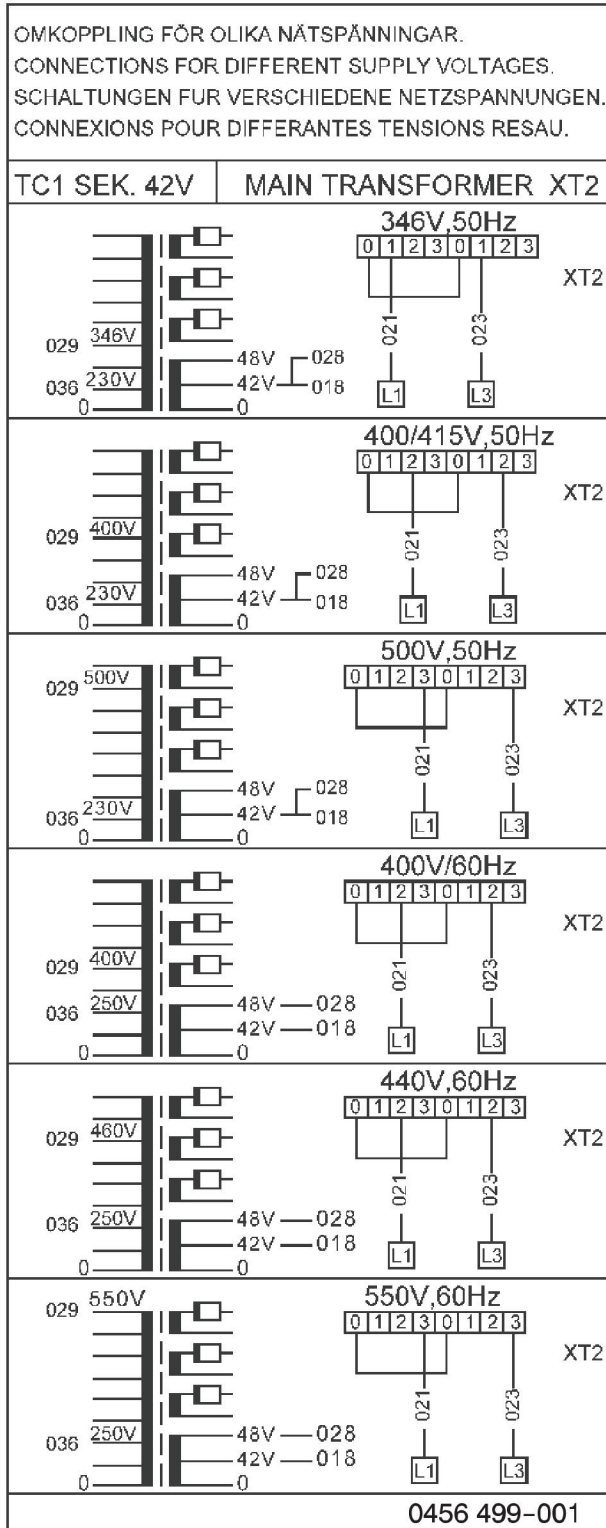 OMKOPPLING FÖR OLIKA NÄTSPÄNNINGAR.
CONNECTIONS FOR DIFFERENT SUPPLY VOLTAGES.
SCHALTUNGEN FUR VERSCHIEDENE NETZSPANNUNGEN.
CONNEXIONS POUR DIFFERANTES TENSIONS RESAU.
TC1 SEK. 42V MAIN TRANSFORMER XT2
346V,50Hz
0 1 2 3 0 1 2 3
XT2
021 023
029 346V
48V 028
036 230V 42V 018
0 0
L1 L3
400/415V,50Hz
0 1 2 3 0 1 2 3
XT2
029 400V
021 023
48V 028
036 230V 42V 018
0 0
L1 L3
500V,50Hz
029 500V
0 1 2 3 0 1 2 3
XT2
021 023
48V 028
036 230V 42V 018
0 0
L1 L3
400V/60Hz
0 1 2 3 0 1 2 3
XT2
029 400V
021 023
036 250V 48V 028
42V 018
0 0
L1 L3
440V,60Hz
0 1 2 3 0 1 2 3
029 460V
XT2
021 023
036 250V 48V 028
42V 018
0 0
L1 L3
029 550V 550V,60Hz
0 1 2 3 0 1 2 3
XT2
021 023
036 250V 48V 028
42V 018
0 0
L1 L3
0456 499-001